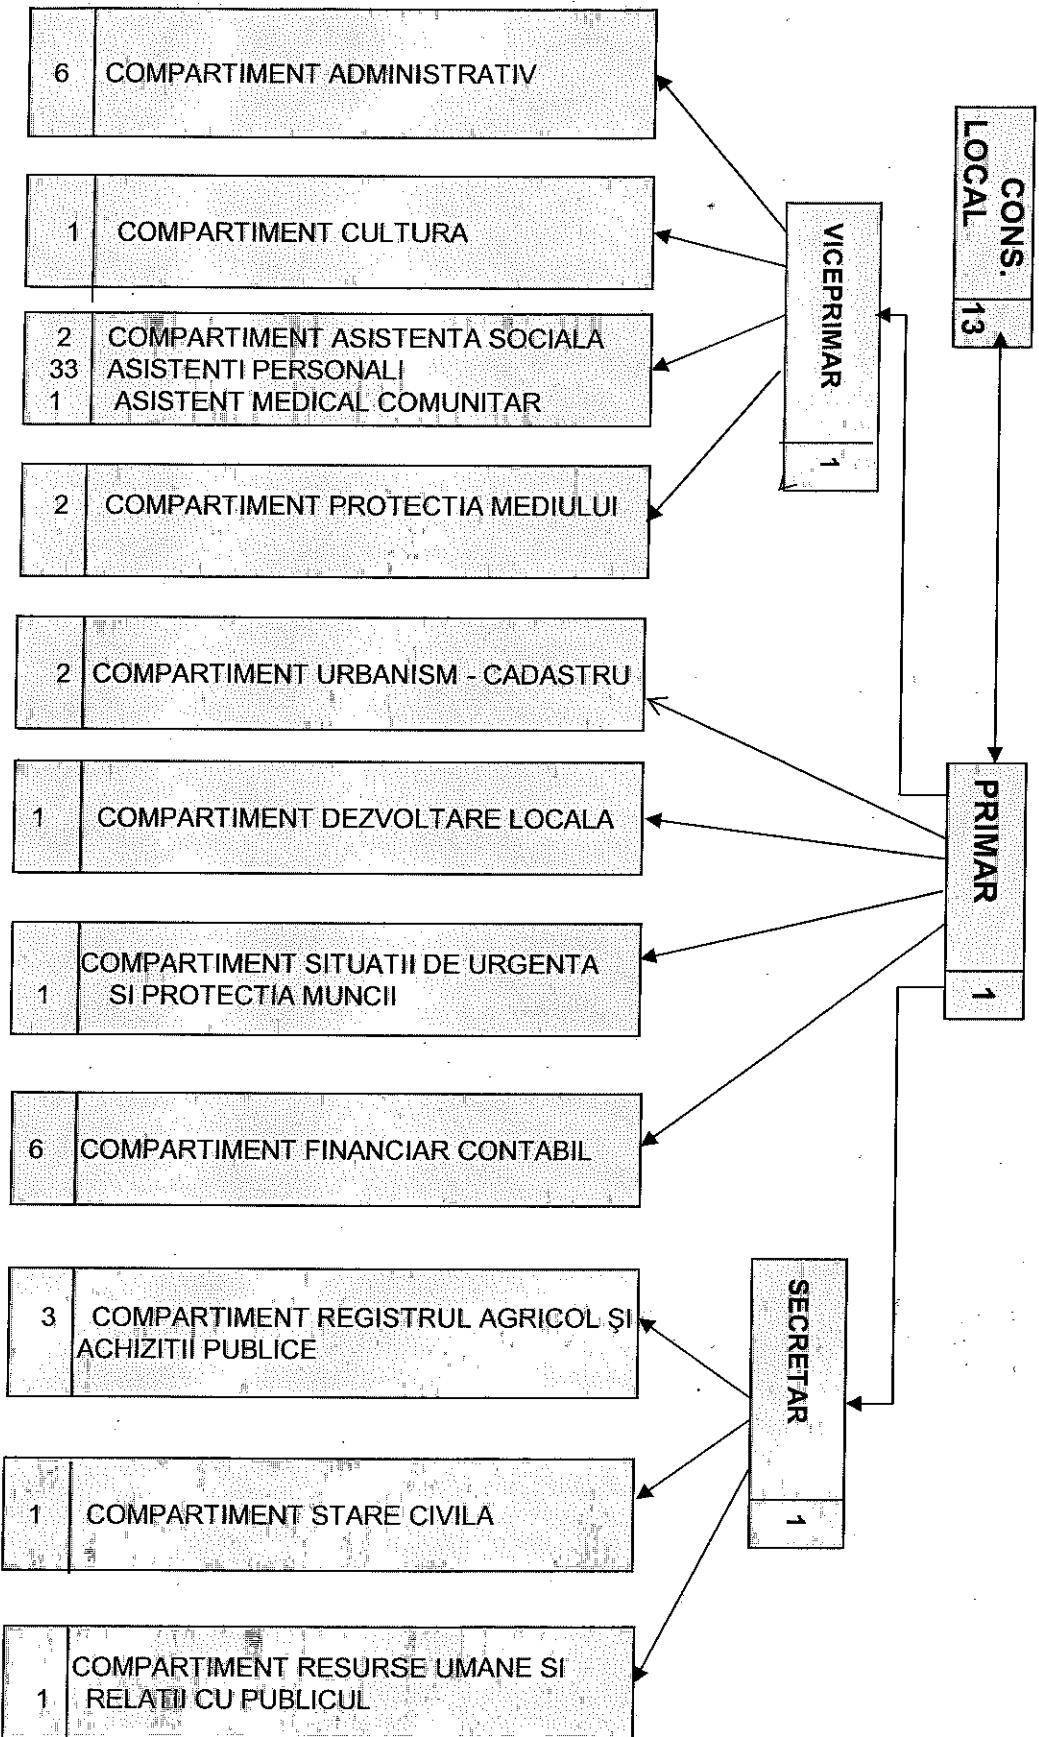 CONS.
LOCAL 13
PRIMAR 1
VICEPRIMAR 1
SECRETAR 1
6 COMPARTIMENT ADMINISTRATIV
1 COMPARTIMENT CULTURA
2 COMPARTIMENT ASISTENTA SOCIALA
33 ASISTENTI PERSONALI
1 ASISTENT MEDICAL COMUNITAR
2 COMPARTIMENT PROTECTIA MEDIULUI
2 COMPARTIMENT URBANISM - CADASTRU
1 COMPARTIMENT DEZVOLTARE LOCALA
COMPARTIMENT SITUATII DE URGENTA
1 SI PROTECTIA MUNCII
6 COMPARTIMENT FINANCIAR CONTABIL
3 COMPARTIMENT REGISTRUL AGRICOL ŞI
ACHIZITII PUBLICE
1 COMPARTIMENT STARE CIVILA
COMPARTIMENT RESURSE UMANE SI
1 RELATII CU PUBLICUL